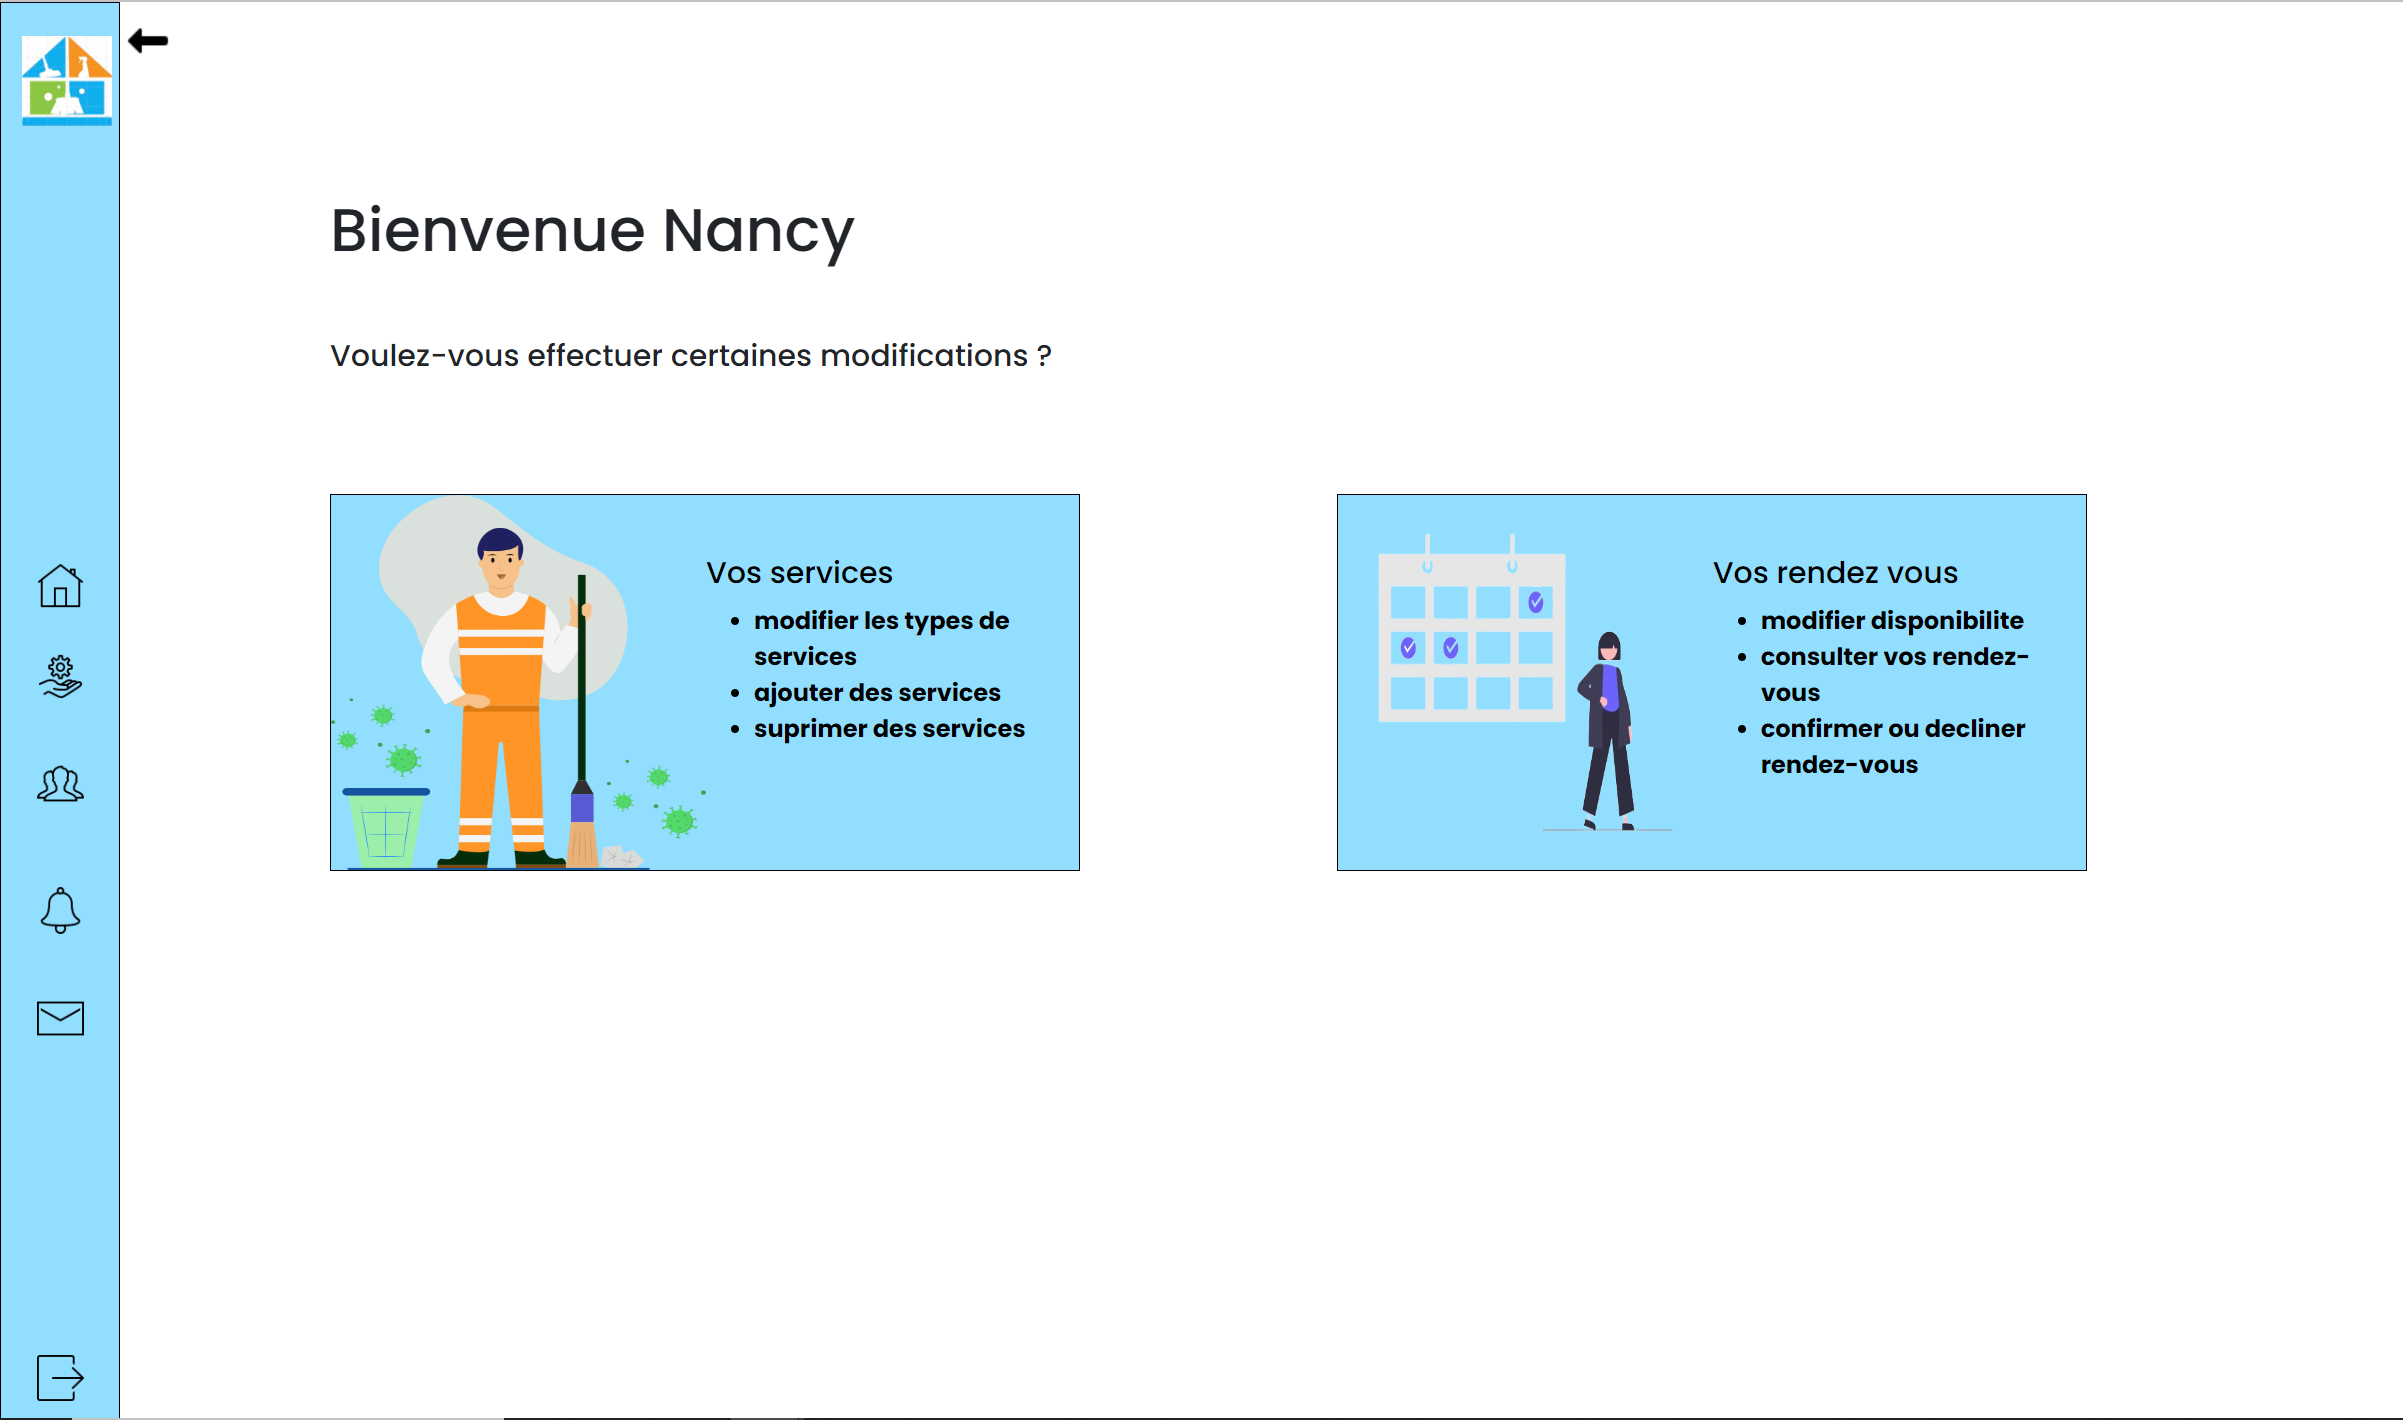 Bienvenue Nancy
Voulez-vous effectuer certaines modifications ?
Vos services
• modifier les types de
services
• ajouter des services
• suprimer des services
Vos rendez vous
• modifier disponibilite
• consulter vos rendez-
vous
• confirmer ou decliner
rendez-vous